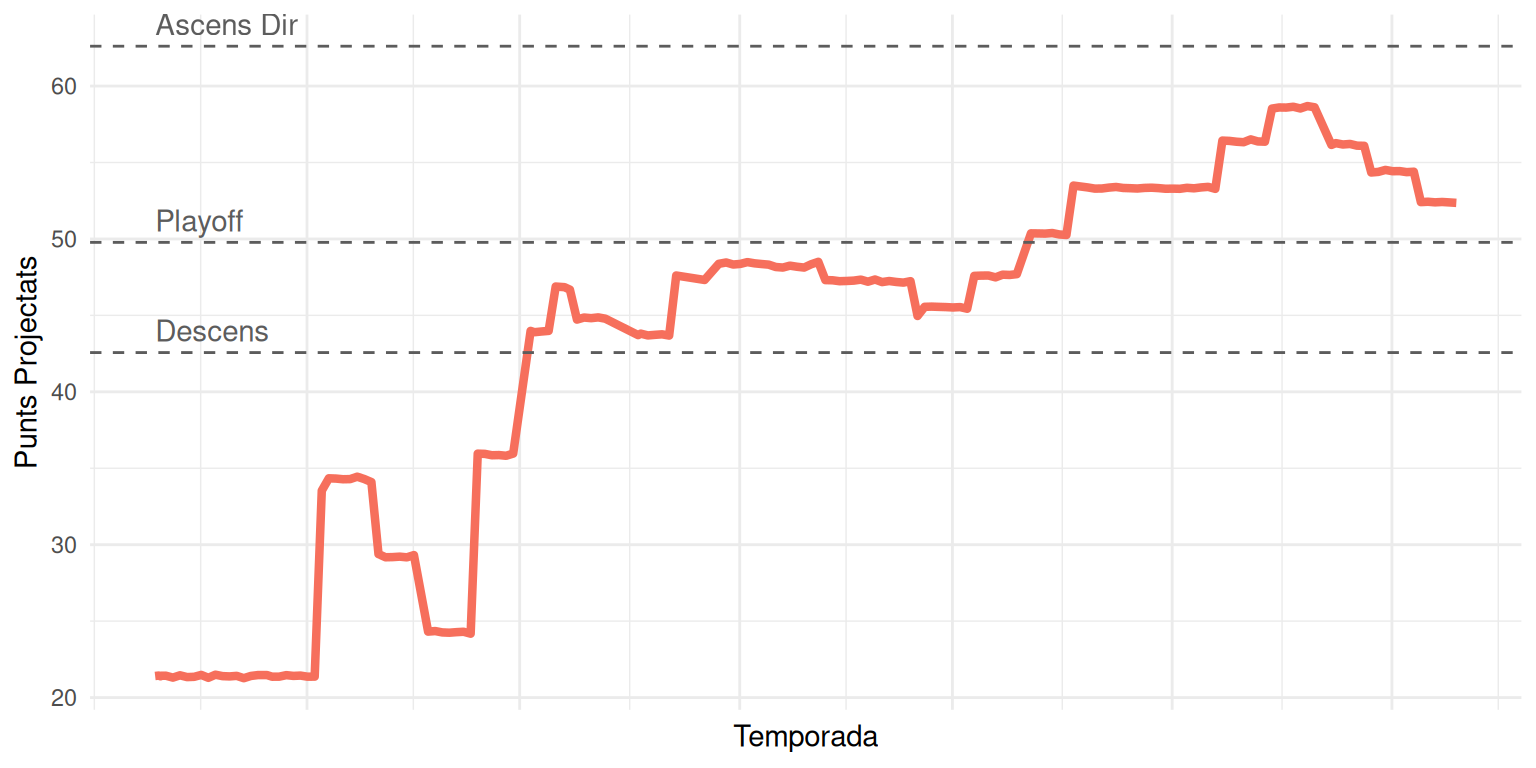 Ascens Dir
60
Playoff
50
Descens
40
30
20
Punts Projectats
Temporada